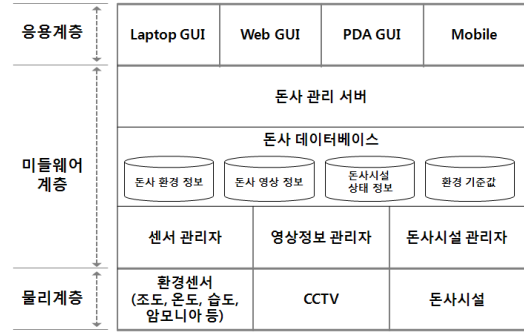 응용계층
Laptop GUI
Web GUI
PDA GUI
Mobile
미들웨어
계층
돈사 관리 서버
돈사 데이터베이스
돈사 환경 정보
돈사 영상 정보
돈사시설
상태 정보
환경 기준값
센서 관리자
영상정보 관리자
돈사시설 관리자
물리계층
환경센서
(조도, 온도, 습도,
암모니아 등)
CCTV
돈사시설